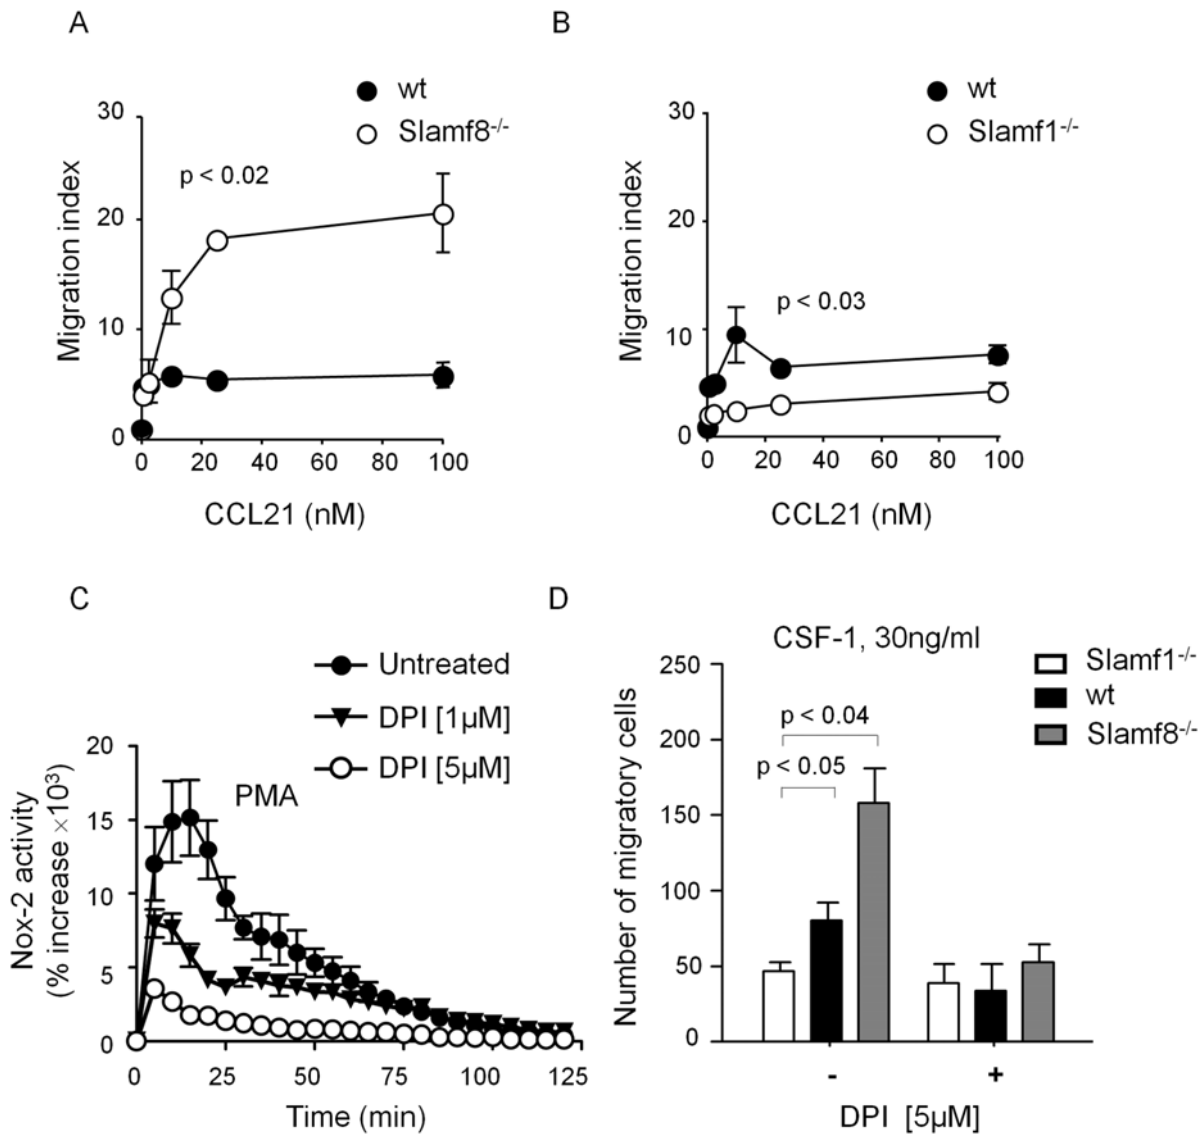 A
wt
Slamf8-/-
p < 0.02
Migration index
30
20
10
0
0 20 40 60 80 100
CCL21 (nM)
B
wt
Slamf1-/-
p < 0.03
Migration index
30
20
10
0
0 20 40 60 80 100
CCL21 (nM)
C
Untreated
DPI [1µM]
DPI [5µM]
PMA
Nox-2 activity
(% increase ×10³)
20
15
10
5
0
0 25 50 75 100 125
Time (min)
D
CSF-1, 30ng/ml
Slamf1-/-
wt
Slamf8-/-
p < 0.04
p < 0.05
Number of migratory cells
250
200
150
100
50
0
- +
DPI [5µM]